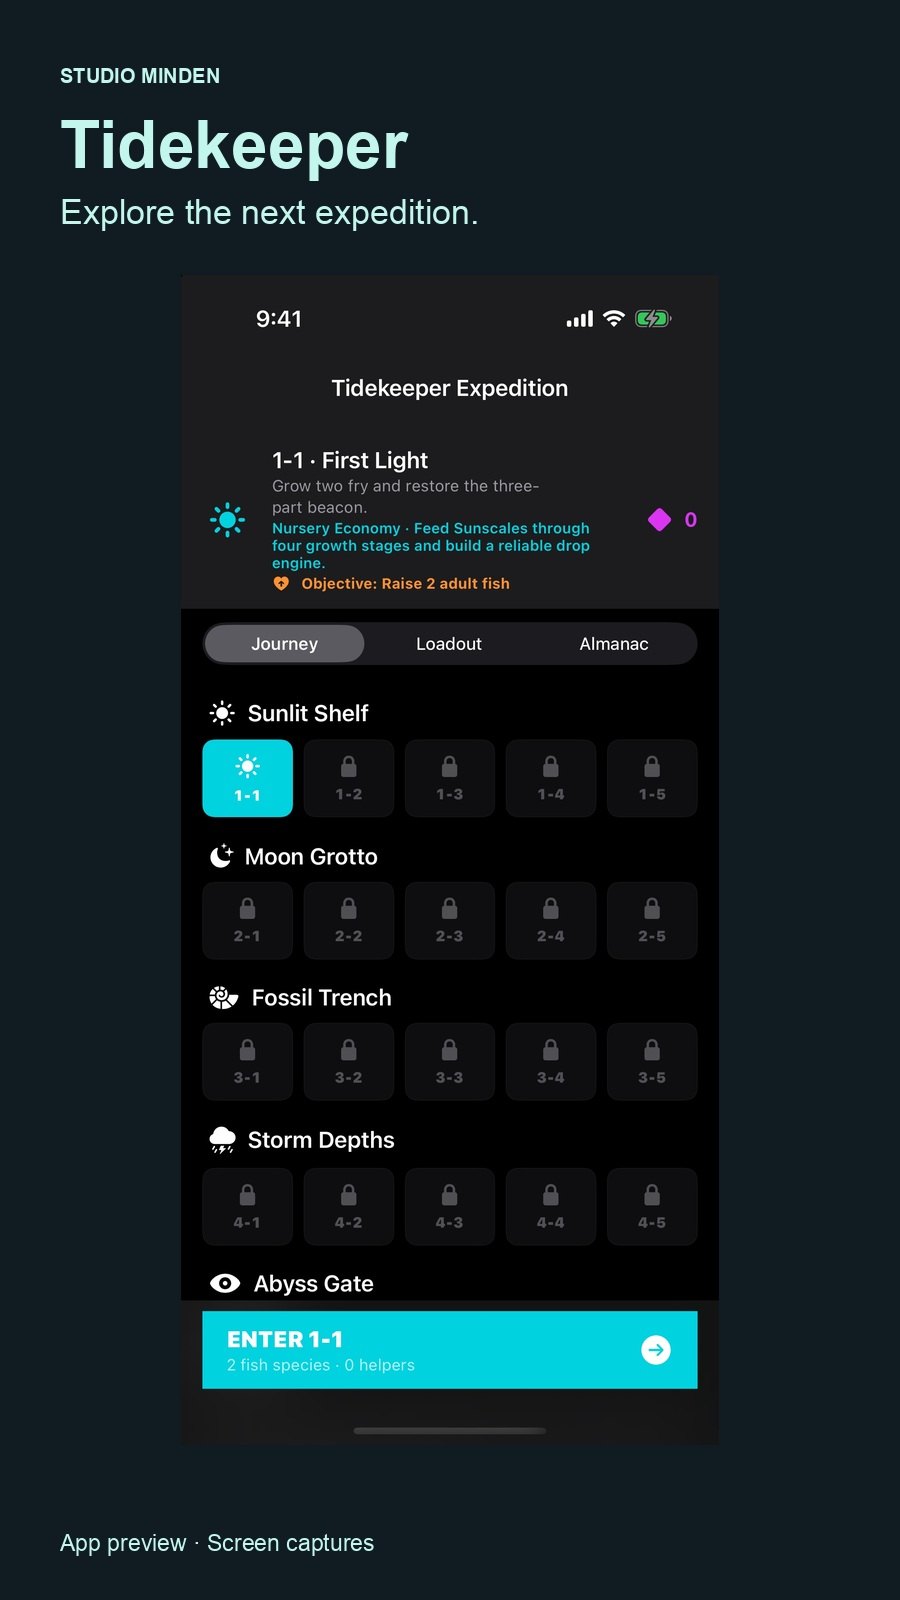 STUDIO MINDEN
Tidekeeper
Explore the next expedition.
9:41
Tidekeeper Expedition
1-1 · First Light
Grow two fry and restore the three-
part beacon.
Nursery Economy · Feed Sunscales through
four growth stages and build a reliable drop
engine.
0
Objective: Raise 2 adult fish
Journey Loadout Almanac
Sunlit Shelf
1-1 1-2 1-3 1-4 1-5
Moon Grotto
2-1 2-2 2-3 2-4 2-5
Fossil Trench
3-1 3-2 3-3 3-4 3-5
Storm Depths
4-1 4-2 4-3 4-4 4-5
Abyss Gate
ENTER 1-1
2 fish species · 0 helpers
App preview · Screen captures